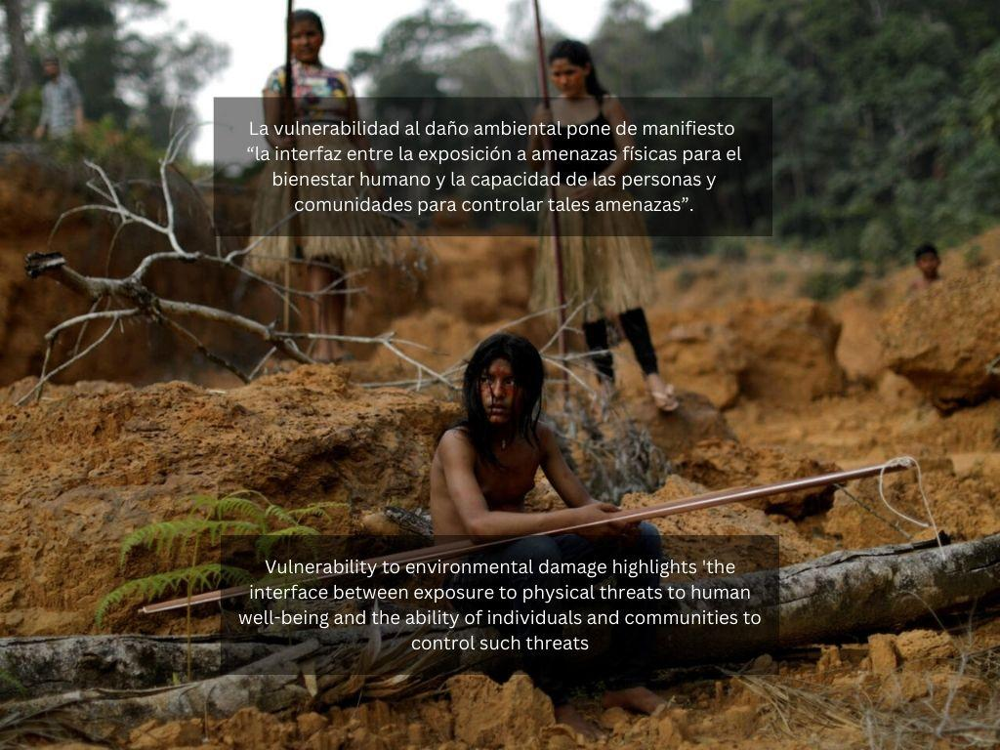 La vulnerabilidad al daño ambiental pone de manifiesto
“la interfaz entre la exposición a amenazas físicas para el
bienestar humano y la capacidad de las personas y
comunidades para controlar tales amenazas”.
Vulnerability to environmental damage highlights 'the
interface between exposure to physical threats to human
well-being and the ability of individuals and communities to
control such threats